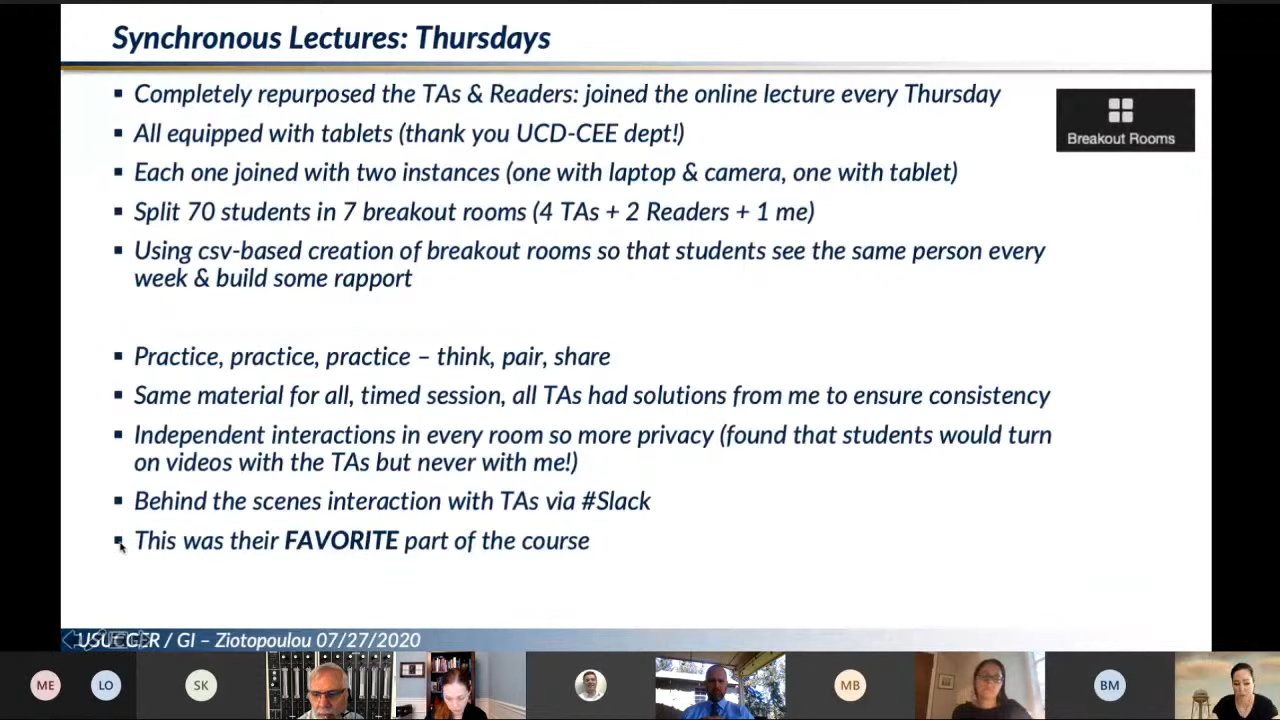 Synchronous Lectures: Thursdays
Completely repurposed the TAs & Readers: joined the online lecture every Thursday
All equipped with tablets (thank you UCD-CEE dept!)
Each one joined with two instances (one with laptop & camera, one with tablet)
Split 70 students in 7 breakout rooms (4 TAs + 2 Readers + 1 me)
Using csv-based creation of breakout rooms so that students see the same person every
week & build some rapport
Breakout Rooms
Practice, practice, practice – think, pair, share
Same material for all, timed session, all TAs had solutions from me to ensure consistency
Independent interactions in every room so more privacy (found that students would turn
on videos with the TAs but never with me!)
Behind the scenes interaction with TAs via #Slack
This was their FAVORITE part of the course
/ GI – Ziotopoulou 07/27/2020
ME
LO
SK
MB
BM